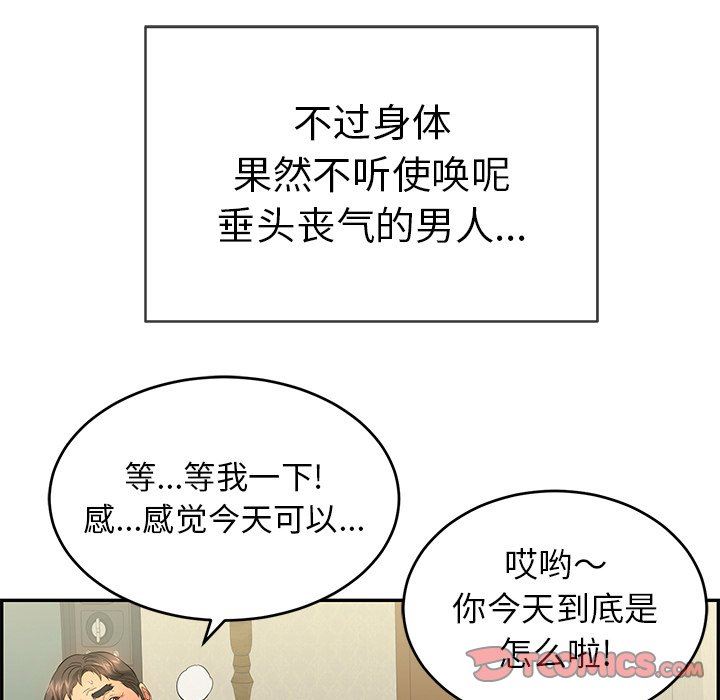 不过身体
果然不听使唤呢
垂头丧气的男人...
等...等我一下!
感...感觉今天可以...
哎哟～
你今天到底是
怎么啦!
DTCOMICS.COM